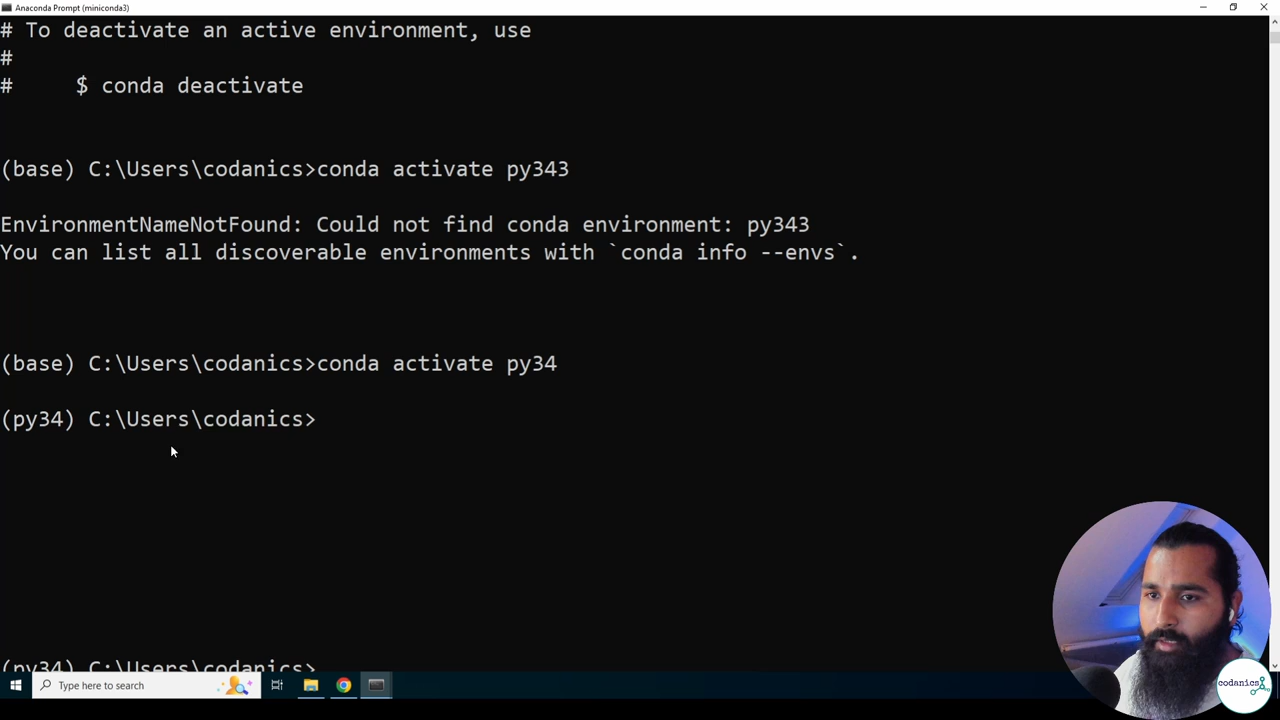 Anaconda Prompt (miniconda3)
# To deactivate an active environment, use
#
#     $ conda deactivate
(base) C:\Users\codanics>conda activate py343
EnvironmentNameNotFound: Could not find conda environment: py343
You can list all discoverable environments with `conda info --envs`.
(base) C:\Users\codanics>conda activate py34
(py34) C:\Users\codanics>
(py34) C:\Users\codanics>
Type here to search
codanics